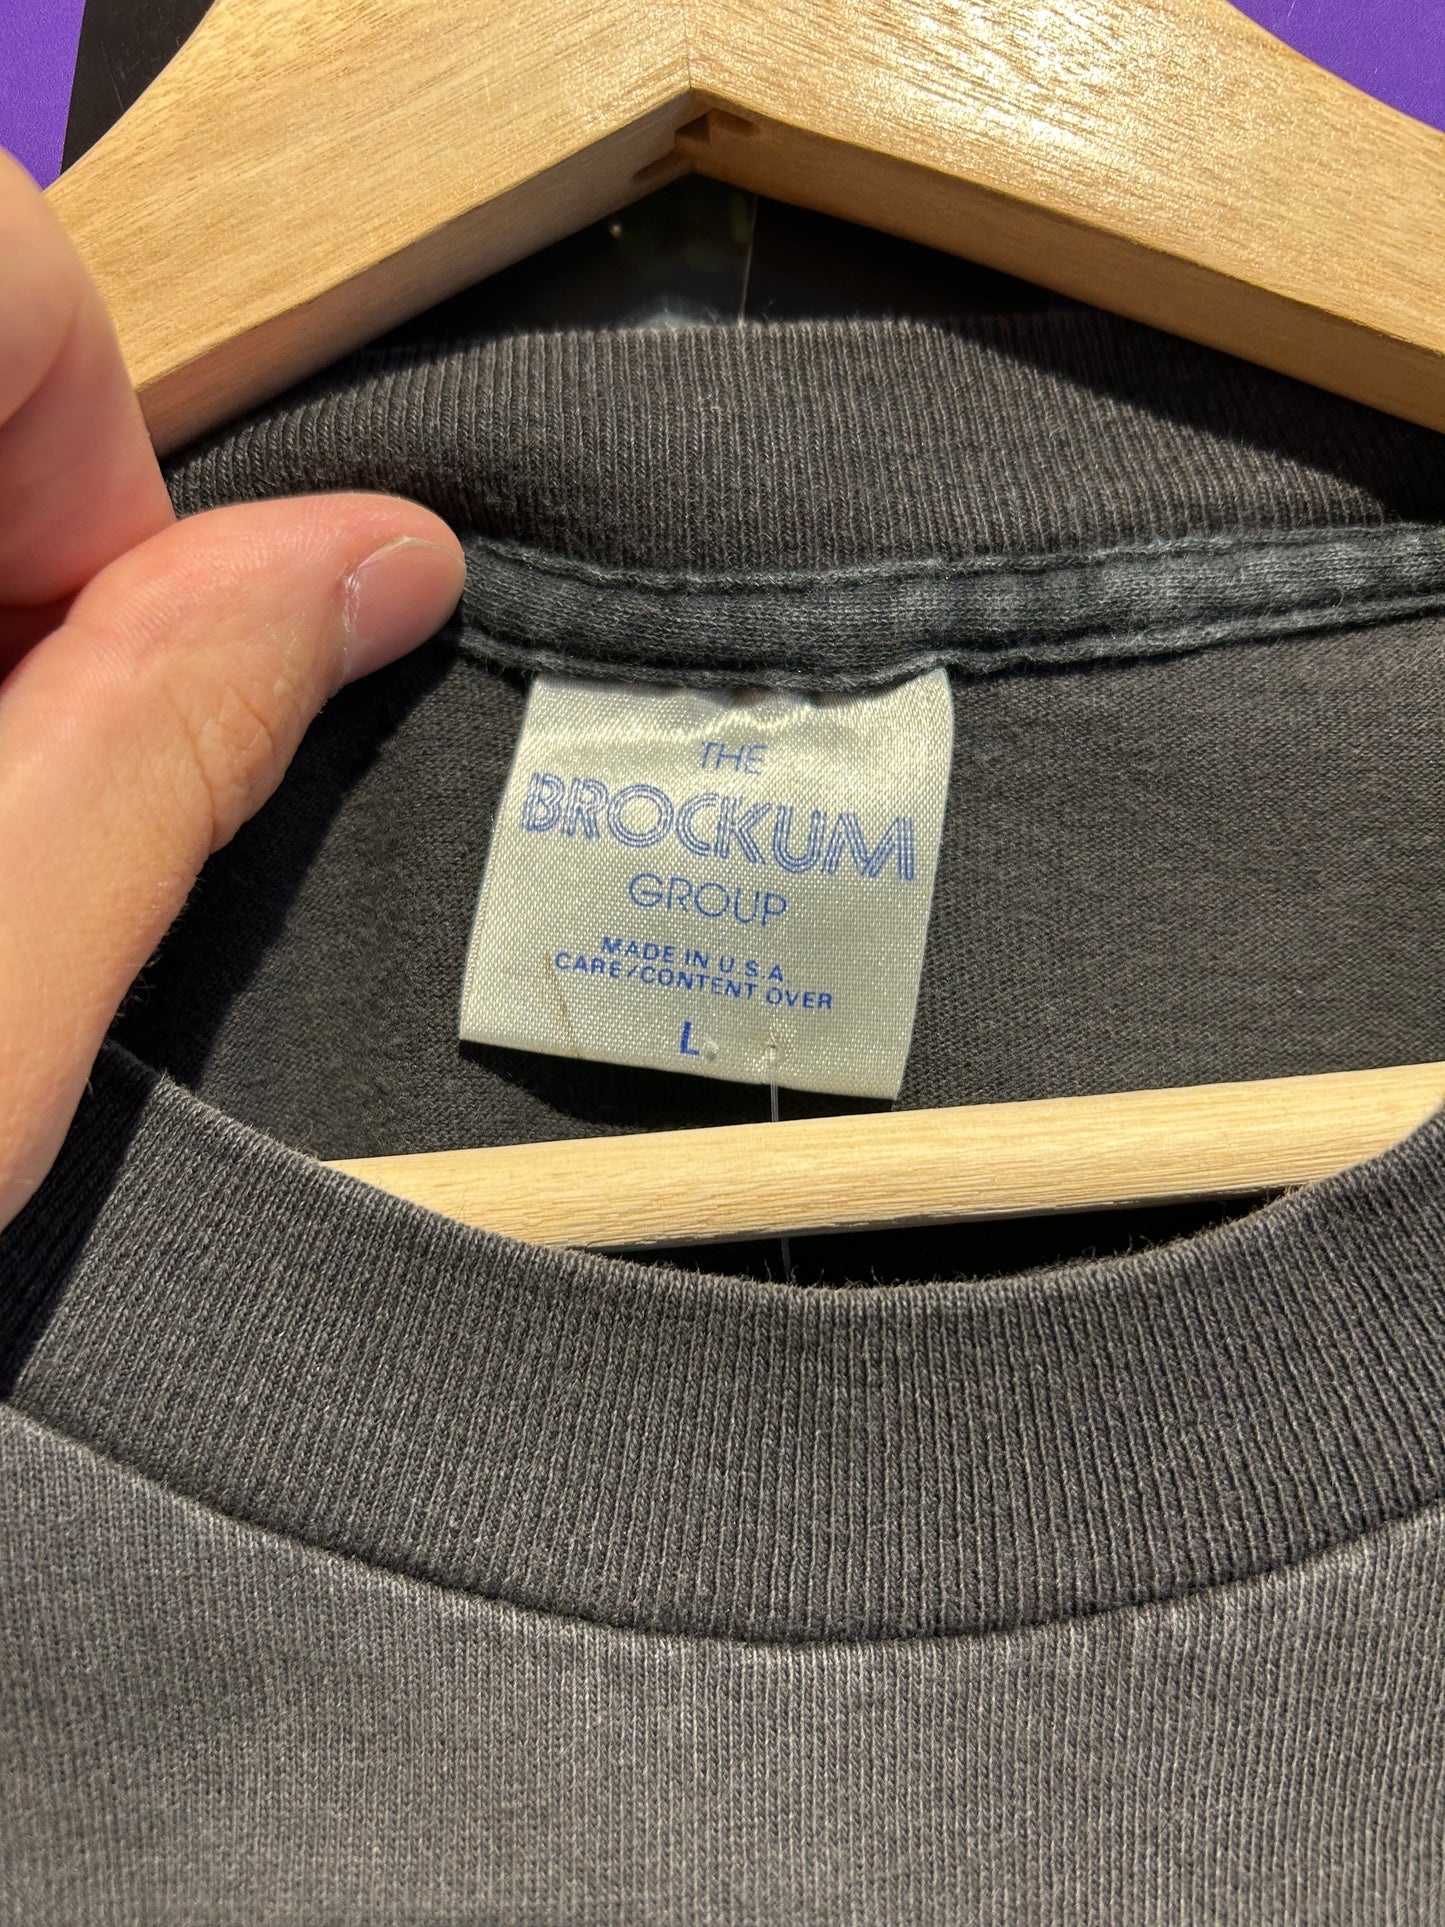 THE
BROCKUM
GROUP
MADE IN U.S.A.
CARE/CONTENT OVER
L